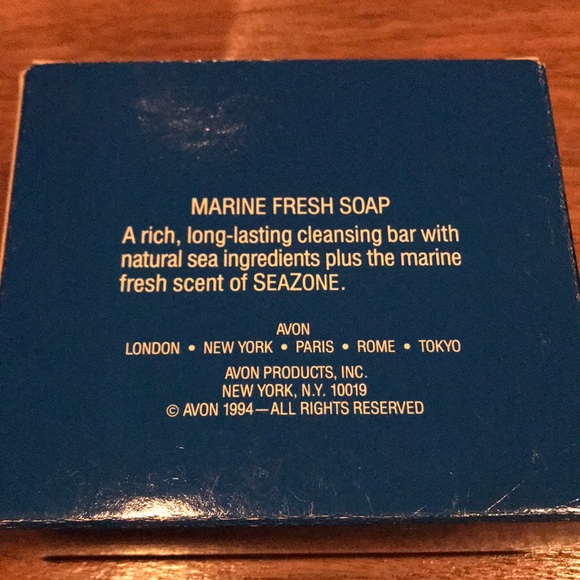 MARINE FRESH SOAP
A rich, long-lasting cleansing bar with
natural sea ingredients plus the marine
fresh scent of SEAZONE.
AVON
LONDON • NEW YORK • PARIS • ROME • TOKYO
AVON PRODUCTS, INC.
NEW YORK, N.Y. 10019
© AVON 1994—ALL RIGHTS RESERVED